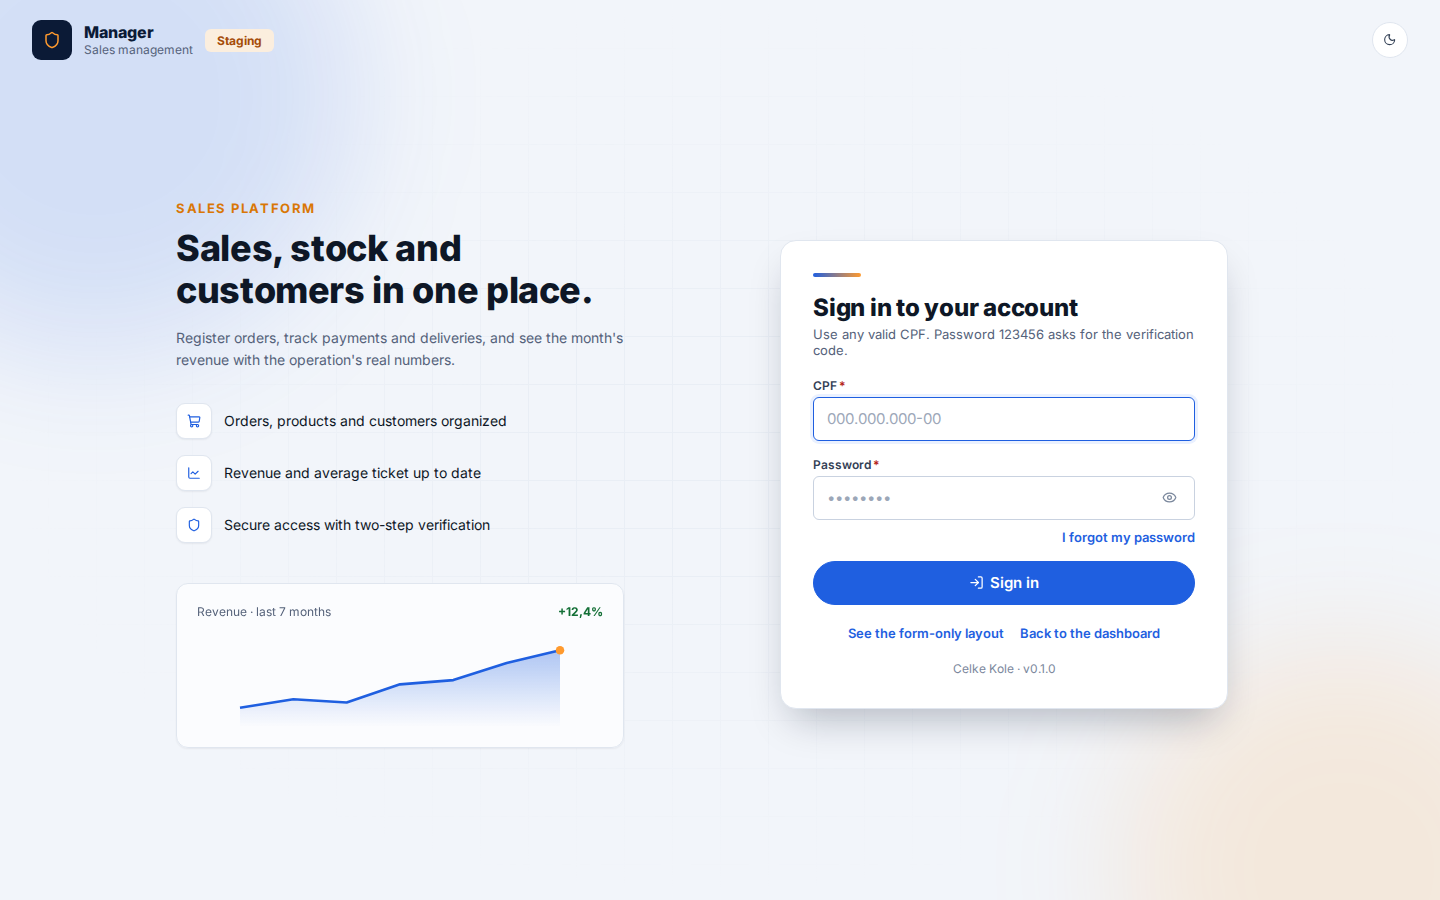 Manager
Sales management
Staging
SALES PLATFORM
Sales, stock and
customers in one place.
Register orders, track payments and deliveries, and see the month's
revenue with the operation's real numbers.
Orders, products and customers organized
Revenue and average ticket up to date
Secure access with two-step verification
Revenue · last 7 months
+12,4%
Sign in to your account
Use any valid CPF. Password 123456 asks for the verification
code.
CPF *
000.000.000-00
Password *
••••••••
I forgot my password
Sign in
See the form-only layout
Back to the dashboard
Celke Kole · v0.1.0